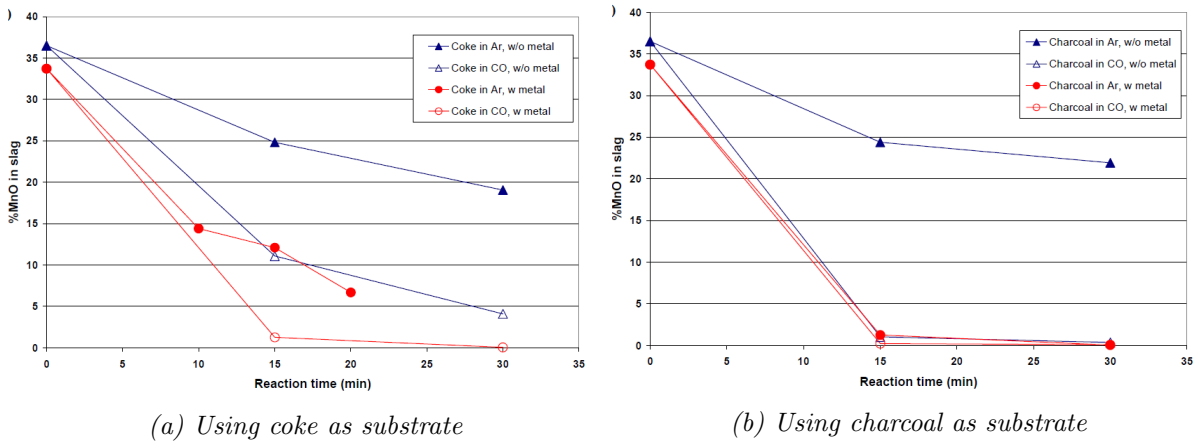 )
40
35
30
25
20
15
10
5
0
%MnO in slag
Coke in Ar, w/o metal
Coke in CO, w/o metal
Coke in Ar, w metal
Coke in CO, w metal
0 5 10 15 20 25 30 35
Reaction time (min)
(a) Using coke as substrate
)
40
35
30
25
20
15
10
5
0
%MnO in slag
Charcoal in Ar, w/o metal
Charcoal in CO, w/o metal
Charcoal in Ar, w metal
Charcoal in CO, w metal
0 5 10 15 20 25 30 35
Reaction time (min)
(b) Using charcoal as substrate